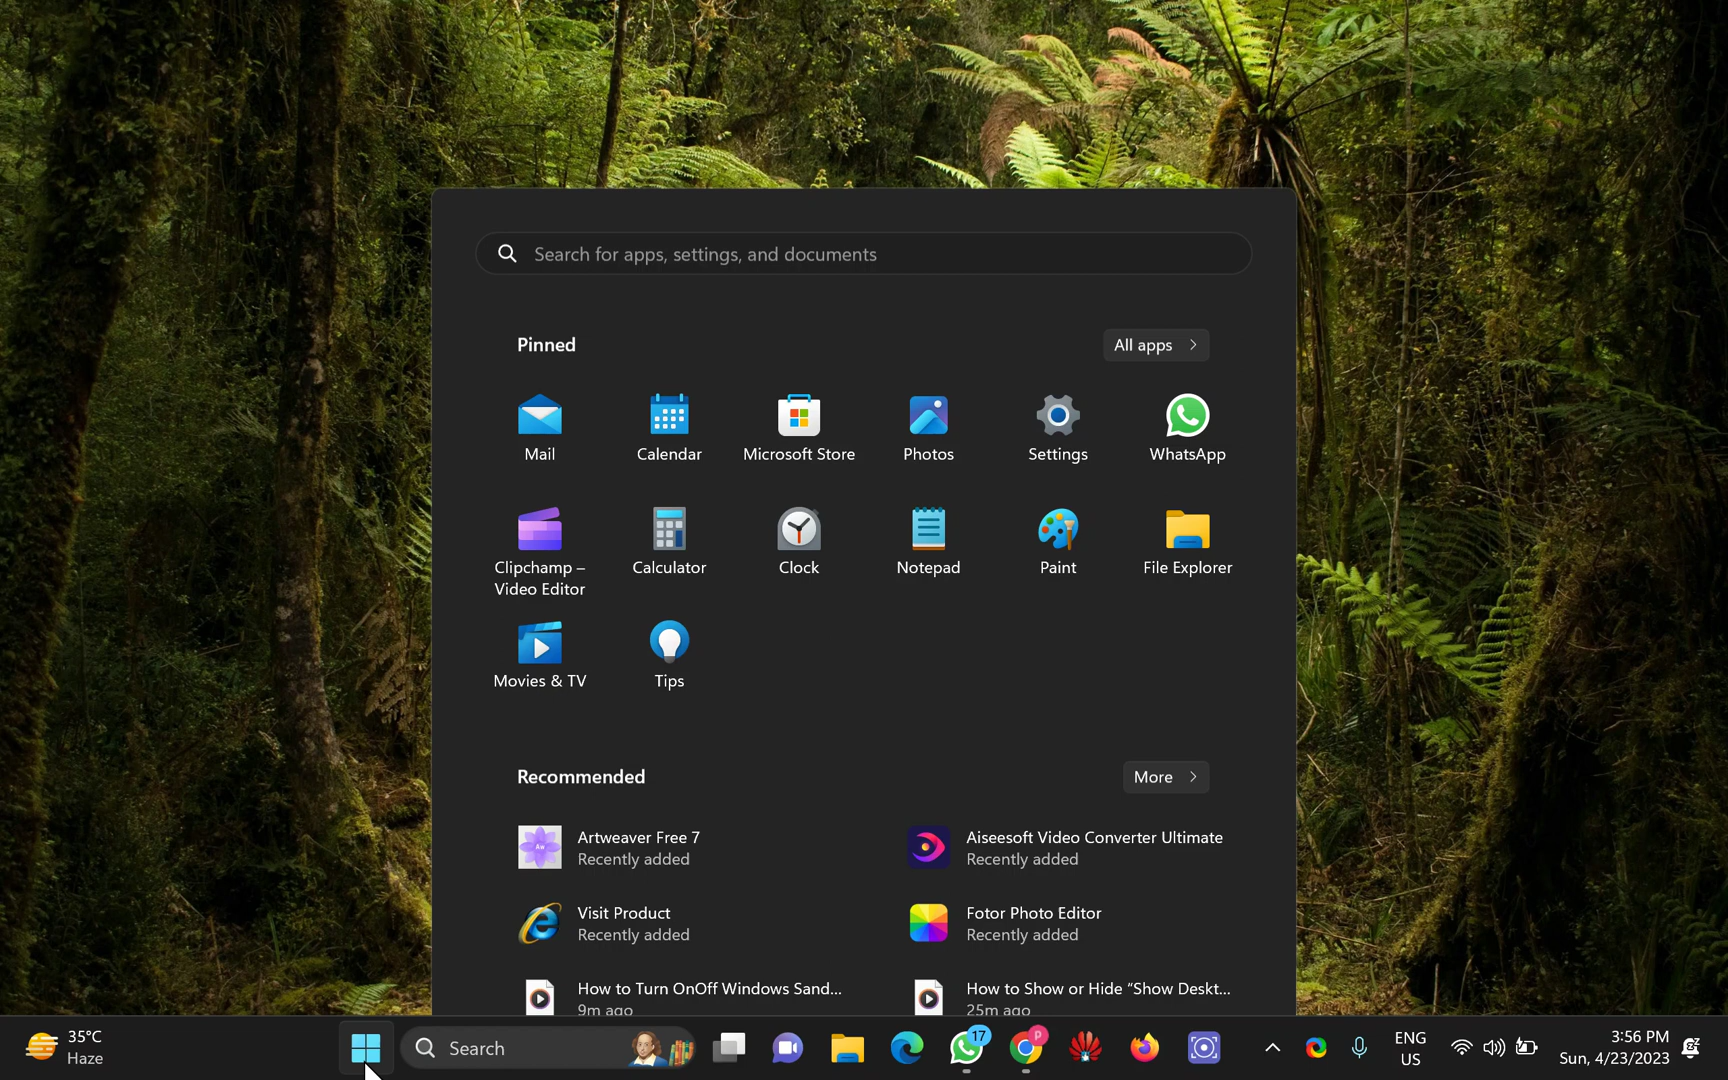 Search for apps, settings, and documents
Pinned
All apps
Mail
Calendar
Microsoft Store
Photos
Settings
WhatsApp
Clipchamp –
Video Editor
Calculator
Clock
Notepad
Paint
File Explorer
Movies & TV
Tips
Recommended
More
Artweaver Free 7
Recently added
Aiseesoft Video Converter Ultimate
Recently added
Visit Product
Recently added
Fotor Photo Editor
Recently added
How to Turn OnOff Windows Sand...
9m ago
How to Show or Hide “Show Deskt...
25m ago
35°C
Haze
Search
17
P
ENG
US
3:56 PM
Sun, 4/23/2023